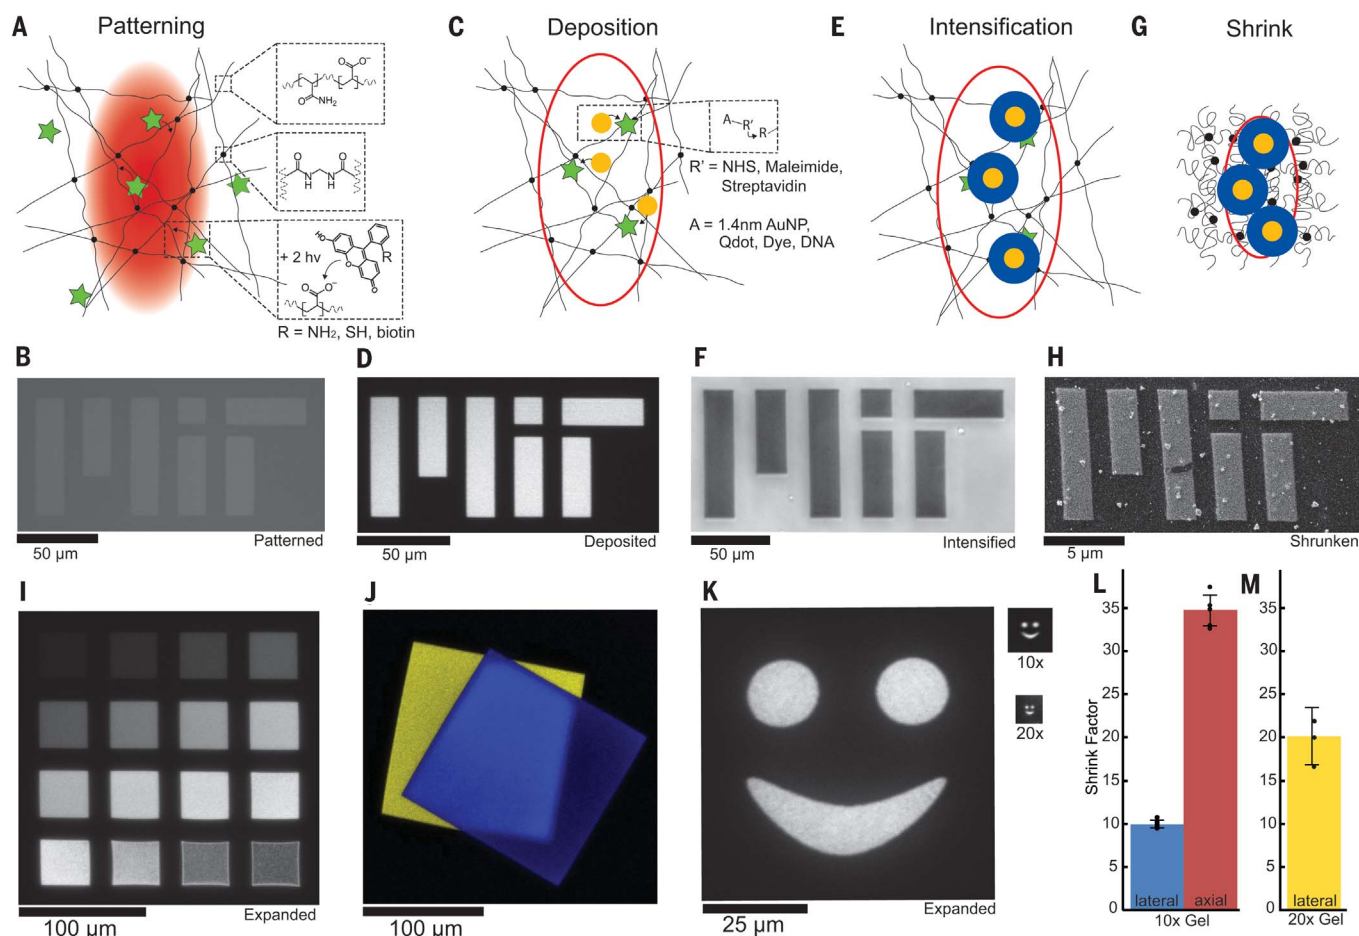 A Patterning
C Deposition
E Intensification
G Shrink
O
O⁻
O
NH₂
O
O
N
H
N
H
+ 2 hv
HO
R
O
O
O⁻
O
R = NH₂, SH, biotin
A
R'
R
R' = NHS, Maleimide,
Streptavidin
A = 1.4nm AuNP,
Qdot, Dye, DNA
B
50 µm
Patterned
D
50 µm
Deposited
F
50 µm
Intensified
H
5 µm
Shrunken
I
100 µm
Expanded
J
100 µm
K
25 µm
Expanded
10x
20x
L
Shrink Factor
35
30
25
20
15
10
5
0
lateral axial
10x Gel
M
35
30
25
20
15
10
5
0
lateral
20x Gel